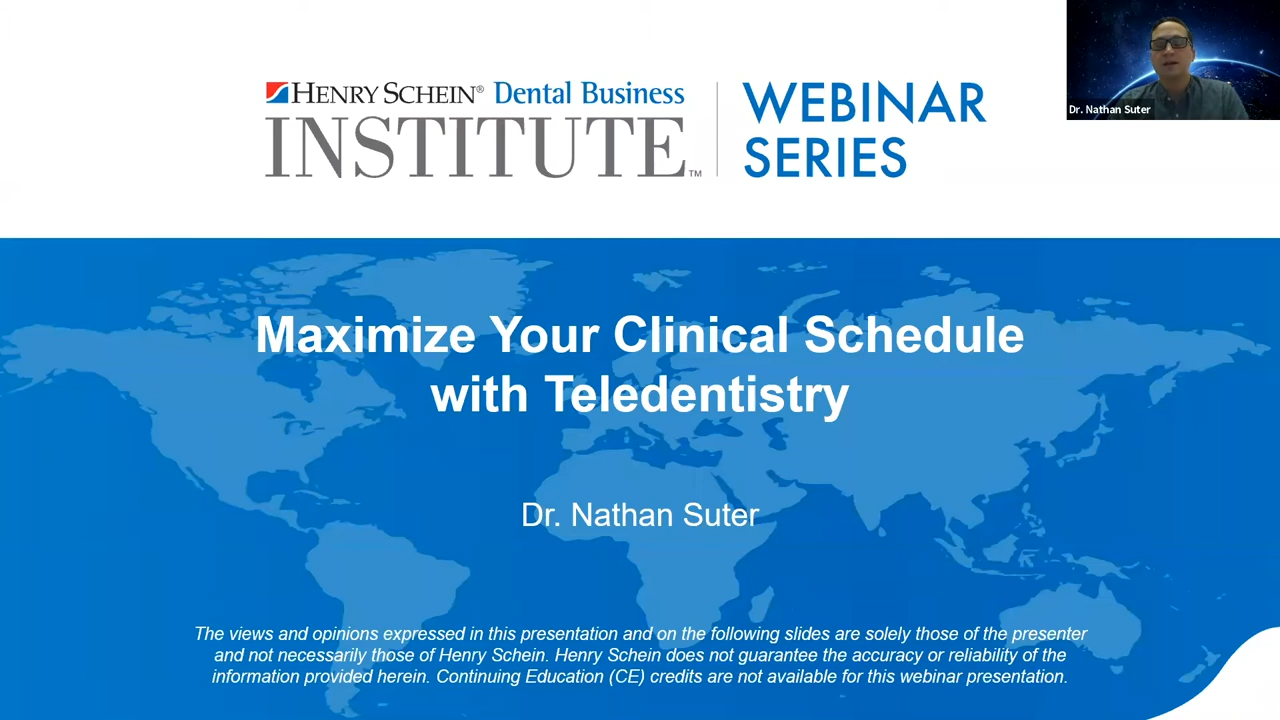 HENRY SCHEIN® Dental Business
INSTITUTE™
WEBINAR
SERIES
Dr. Nathan Suter
Maximize Your Clinical Schedule
with Teledentistry
Dr. Nathan Suter
The views and opinions expressed in this presentation and on the following slides are solely those of the presenter
and not necessarily those of Henry Schein. Henry Schein does not guarantee the accuracy or reliability of the
information provided herein. Continuing Education (CE) credits are not available for this webinar presentation.